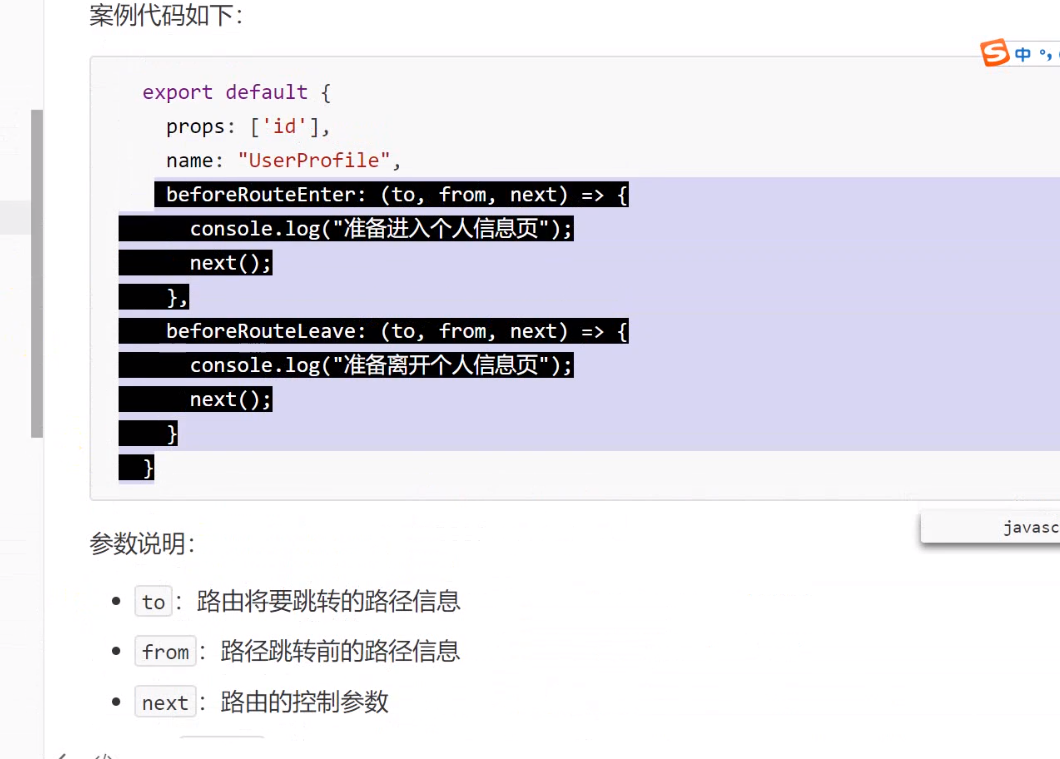 案例代码如下：
中 °,
export default {
props: ['id'],
name: "UserProfile",
beforeRouteEnter: (to, from, next) => {
console.log("准备进入个人信息页");
next();
},
beforeRouteLeave: (to, from, next) => {
console.log("准备离开个人信息页");
next();
}
}
javasc
参数说明：
to：路由将要跳转的路径信息
from：路径跳转前的路径信息
next：路由的控制参数